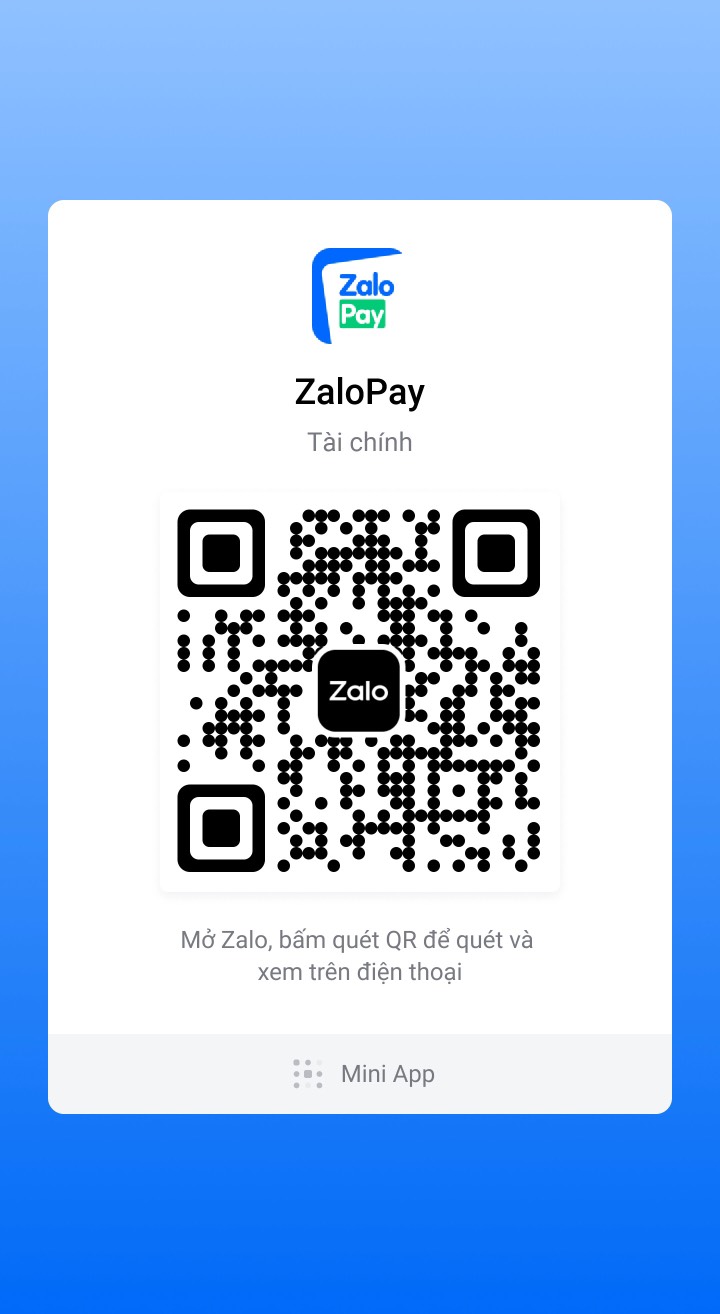 Zalo
Pay
ZaloPay
Tài chính
Zalo
Mở Zalo, bấm quét QR để quét và
xem trên điện thoại
Mini App